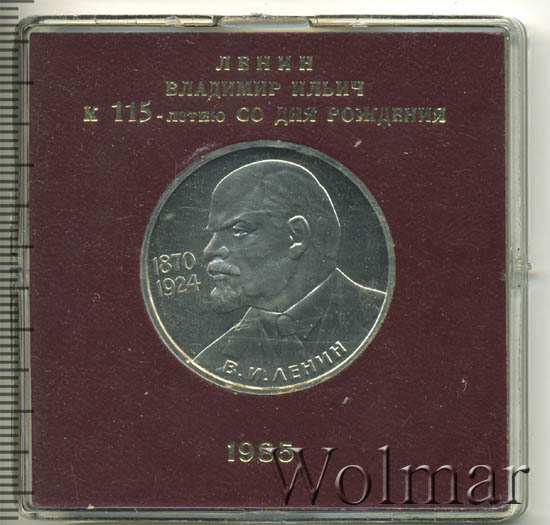 ЛЕНИН
ВЛАДИМИР ИЛЬИЧ
К 115-летию СО ДНЯ РОЖДЕНИЯ
1870
1924
В.И.ЛЕНИН
1985
Wolmar